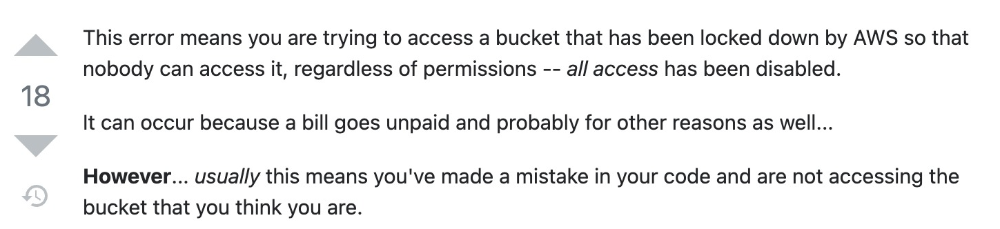 This error means you are trying to access a bucket that has been locked down by AWS so that
nobody can access it, regardless of permissions -- all access has been disabled.
18
It can occur because a bill goes unpaid and probably for other reasons as well...
However... usually this means you've made a mistake in your code and are not accessing the
bucket that you think you are.